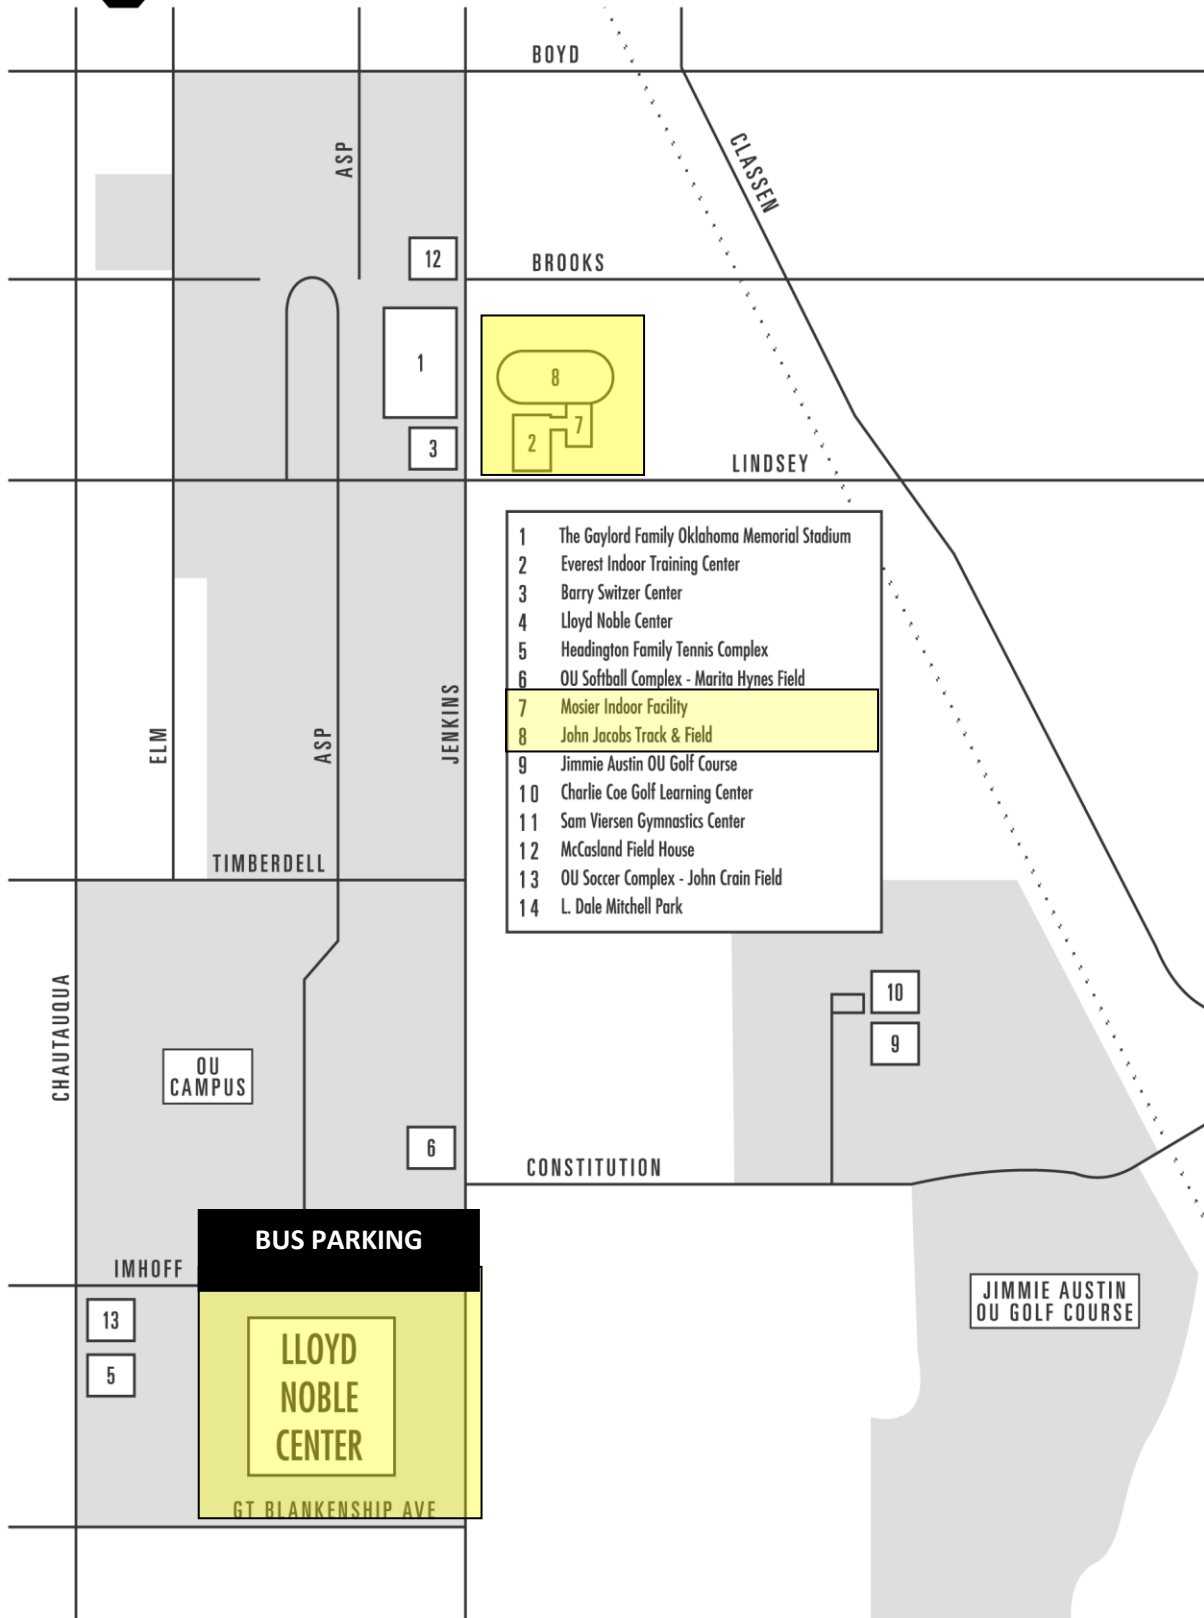 BOYD
CLASSEN
ASP
12
BROOKS
1
8
7
2
3
LINDSEY
1 The Gaylord Family Oklahoma Memorial Stadium
2 Everest Indoor Training Center
3 Barry Switzer Center
4 Lloyd Noble Center
5 Headington Family Tennis Complex
6 OU Softball Complex - Marita Hynes Field
7 Mosier Indoor Facility
8 John Jacobs Track & Field
9 Jimmie Austin OU Golf Course
10 Charlie Coe Golf Learning Center
11 Sam Viersen Gymnastics Center
12 McCasland Field House
13 OU Soccer Complex - John Crain Field
14 L. Dale Mitchell Park
ELM
ASP
JENKINS
TIMBERDELL
CHAUTAUQUA
OU
CAMPUS
10
9
6
CONSTITUTION
BUS PARKING
IMHOFF
13
5
LLOYD
NOBLE
CENTER
GT BLANKENSHIP AVE
JIMMIE AUSTIN
OU GOLF COURSE